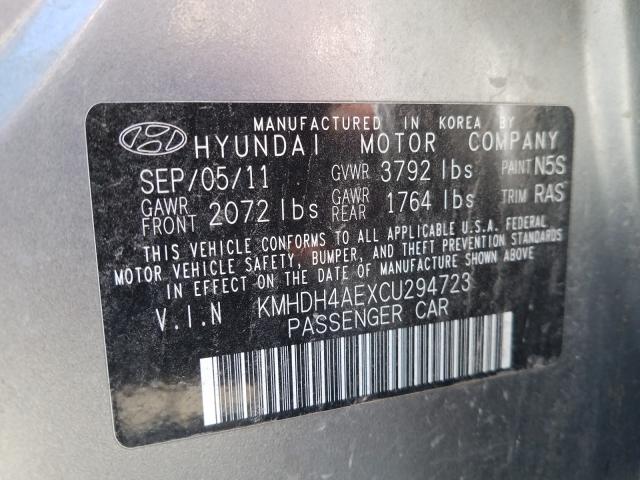 MANUFACTURED IN KOREA BY
HYUNDAI MOTOR COMPANY
SEP/05/11 GVWR 3792 lbs PAINT N5S
GAWR FRONT 2072 lbs GAWR REAR 1764 lbs TRIM RAS
THIS VEHICLE CONFORMS TO ALL APPLICABLE U.S.A. FEDERAL
MOTOR VEHICLE SAFETY, BUMPER, AND THEFT PREVENTION STANDARDS
IN EFFECT ON THE DATE OF MANUFACTURE SHOWN ABOVE.
V.I.N KMHDH4AEXCU294723
PASSENGER CAR